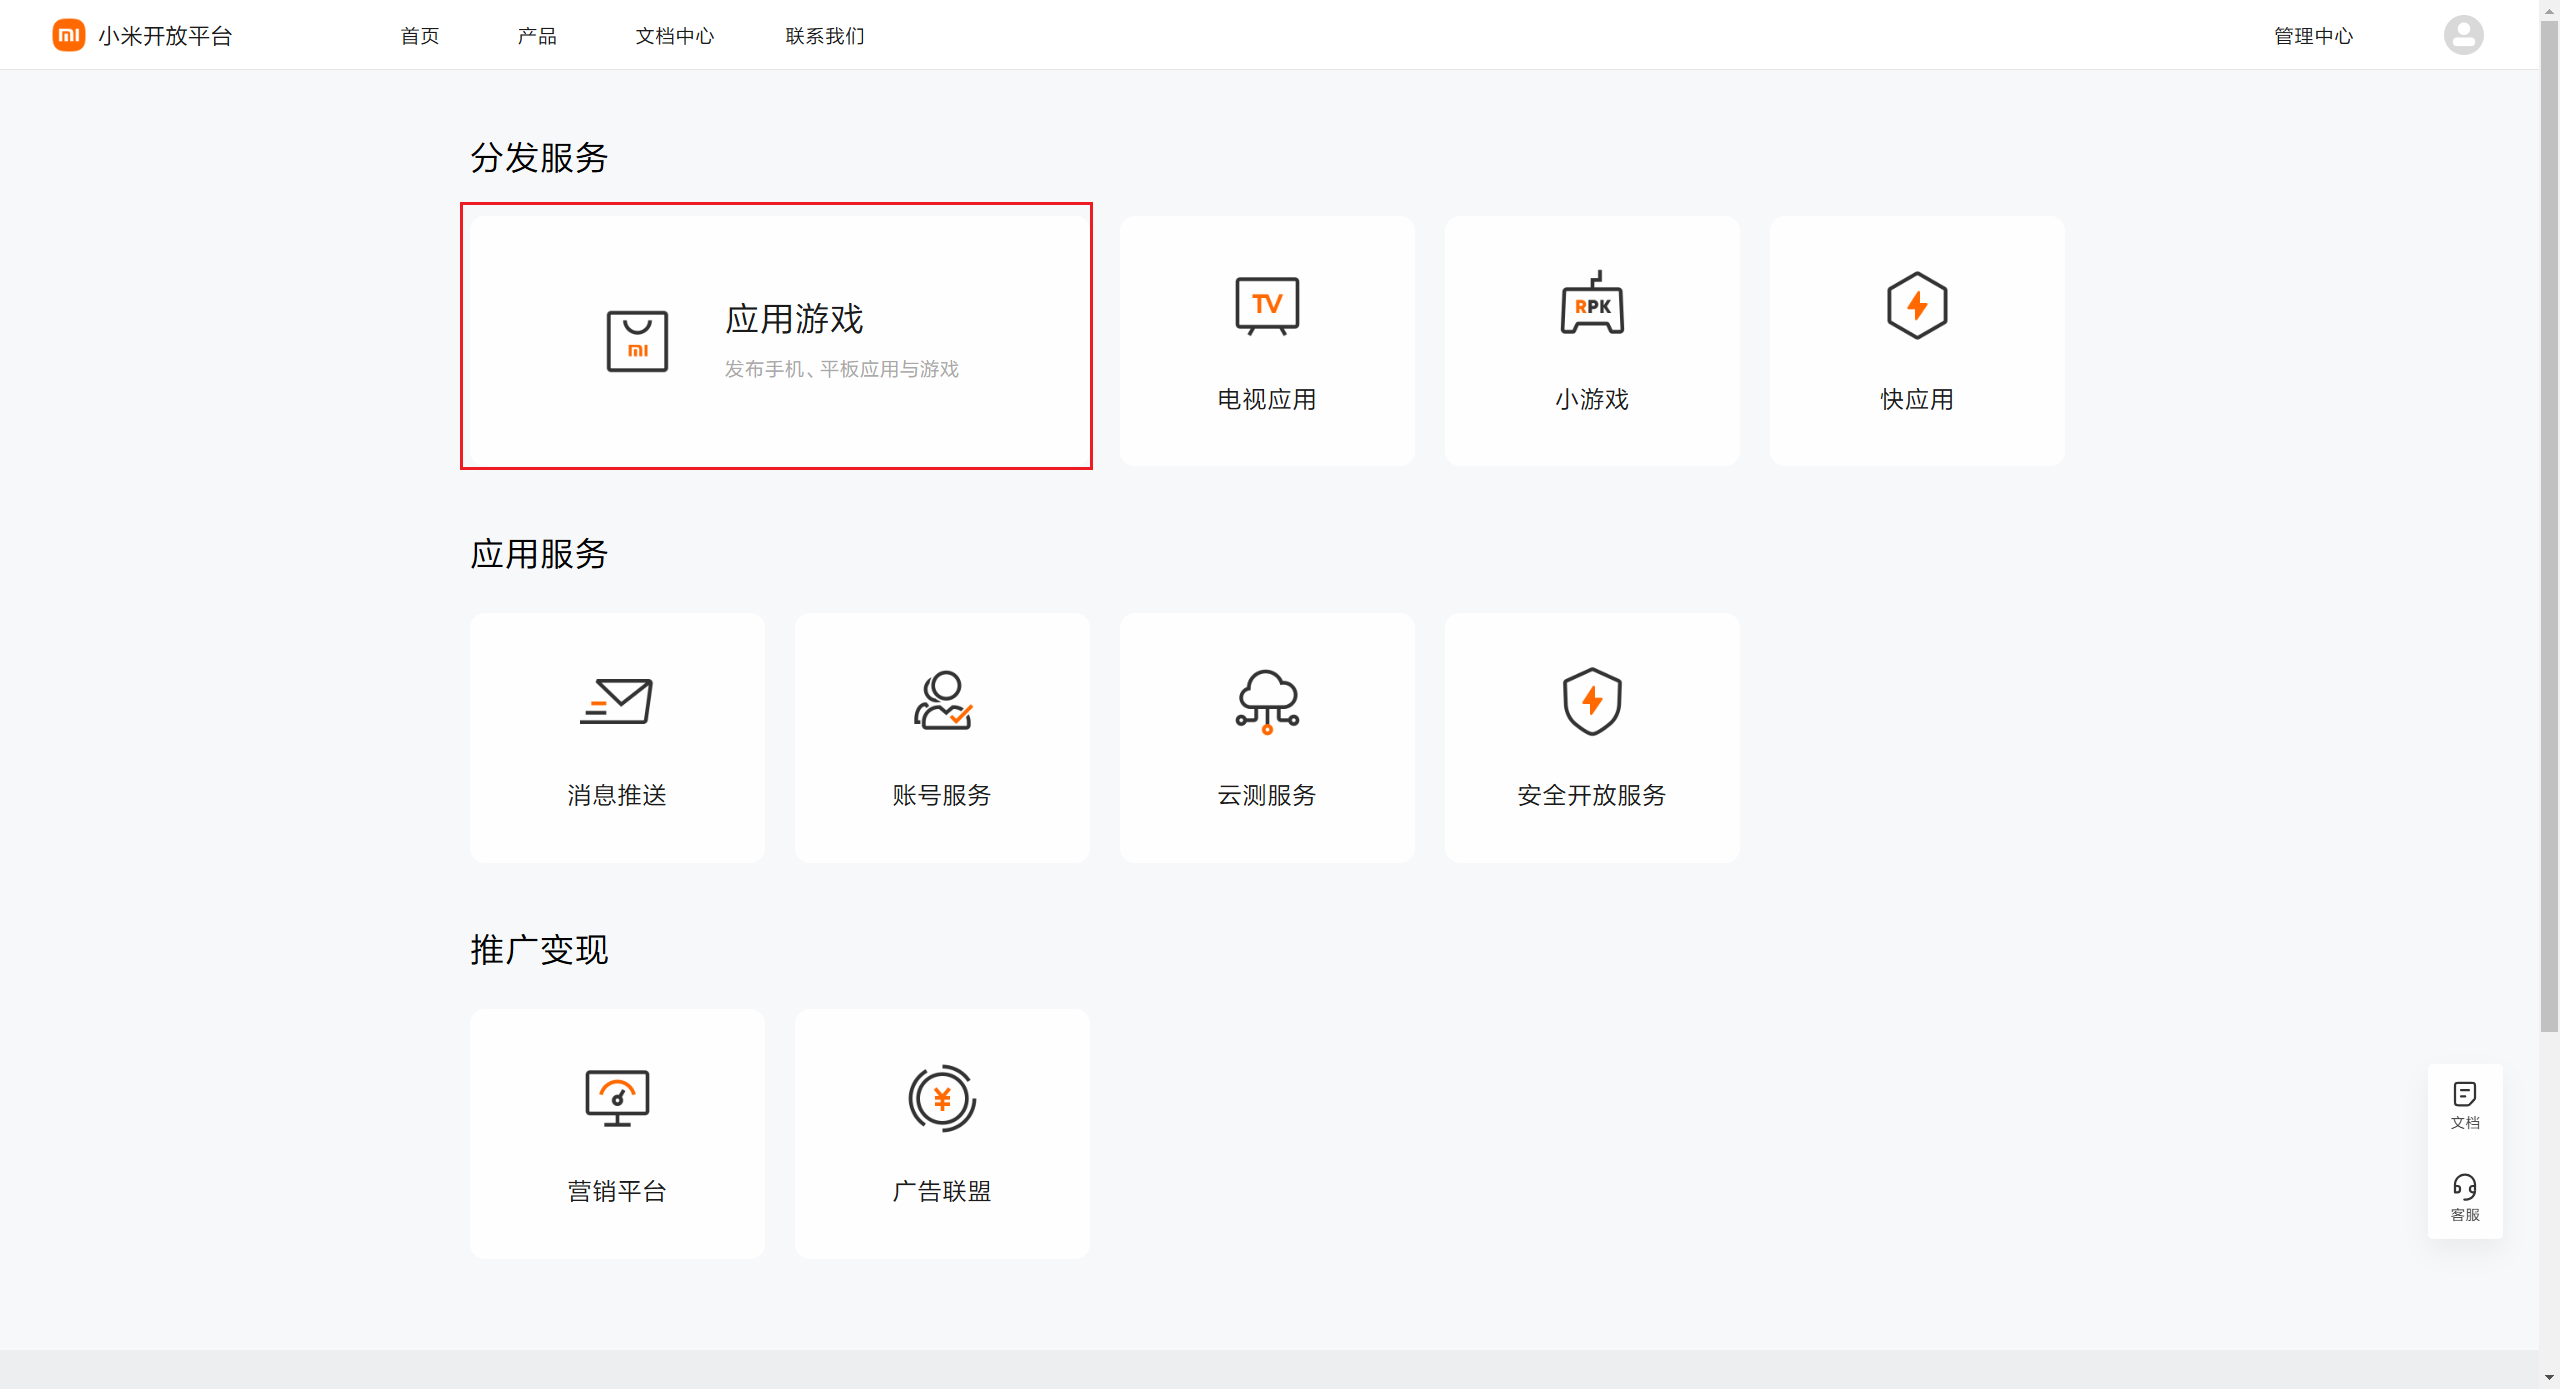 小米开放平台
首页
产品
文档中心
联系我们
管理中心
分发服务
应用游戏
发布手机、平板应用与游戏
TV
电视应用
RPK
小游戏
快应用
应用服务
消息推送
账号服务
云测服务
安全开放服务
推广变现
营销平台
¥
广告联盟
文档
客服